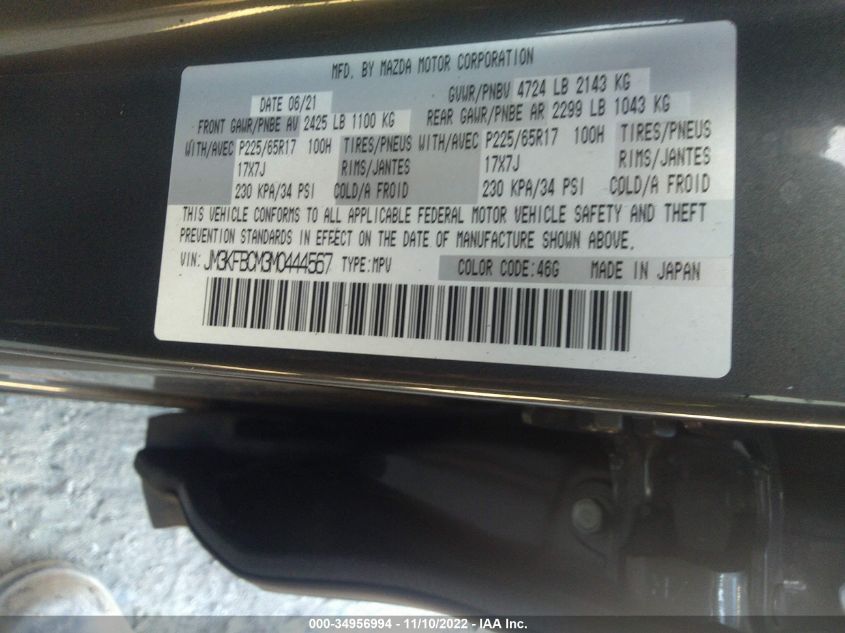 MFD. BY MAZDA MOTOR CORPORATION
DATE 06/21 GVWR/PNBV 4724 LB 2143 KG
FRONT GAWR/PNBE AV 2425 LB 1100 KG REAR GAWR/PNBE AR 2299 LB 1043 KG
WITH/AVEC P225/65R17 100H TIRES/PNEUS WITH/AVEC P225/65R17 100H TIRES/PNEUS
17X7J RIMS/JANTES 17X7J RIMS/JANTES
230 KPA/34 PSI COLD/A FROID 230 KPA/34 PSI COLD/A FROID
THIS VEHICLE CONFORMS TO ALL APPLICABLE FEDERAL MOTOR VEHICLE SAFETY AND THEFT
PREVENTION STANDARDS IN EFFECT ON THE DATE OF MANUFACTURE SHOWN ABOVE.
VIN: JM3KFBCM3M0444567 TYPE:MPV COLOR CODE:46G MADE IN JAPAN
000-34956994 - 11/10/2022 - IAA Inc.